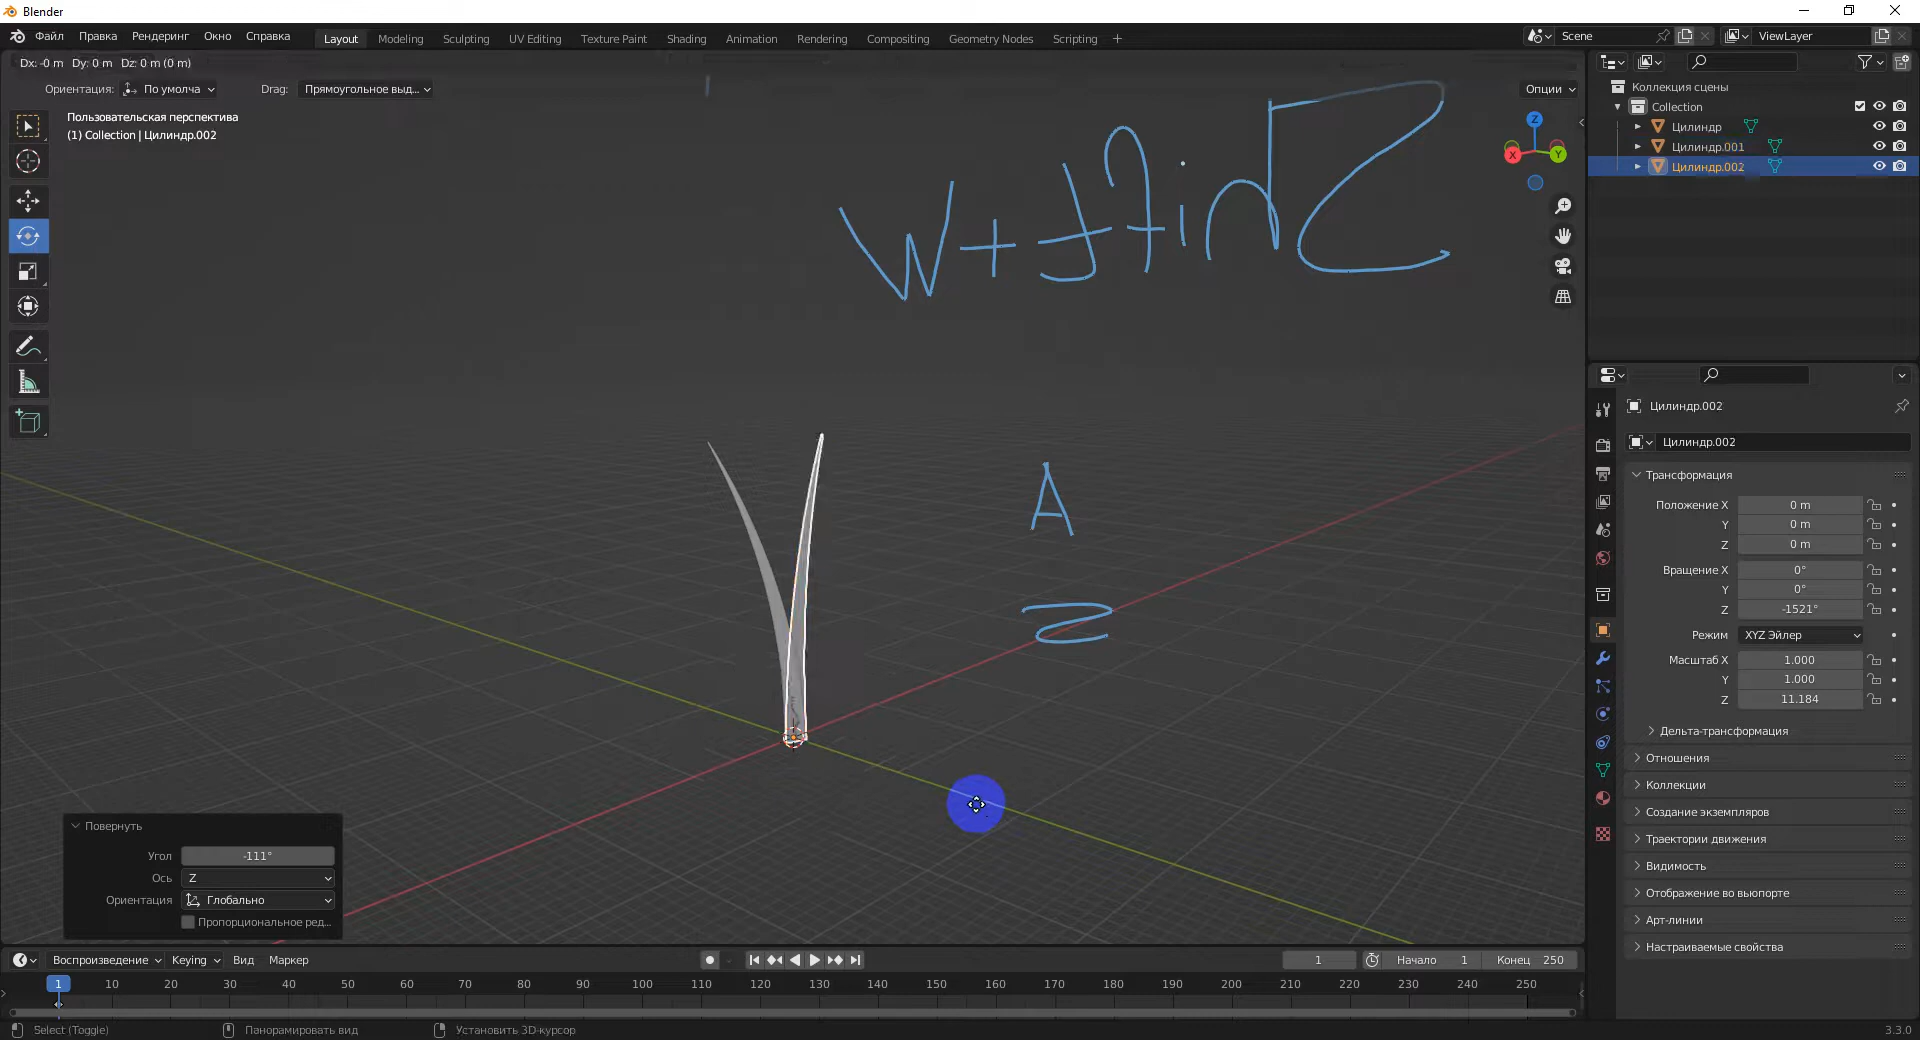 Blender
Файл Правка Рендеринг Окно Справка Layout Modeling Sculpting UV Editing Texture Paint Shading Animation Rendering Compositing Geometry Nodes Scripting + Scene ViewLayer
Dx: -0 m Dy: 0 m Dz: 0 m (0 m)
Ориентация: По умолча Drag: Прямоугольное выд... Опции
Пользовательская перспектива
(1) Collection | Цилиндр.002
Z
X Y
A
Коллекция сцены
Collection
Цилиндр
Цилиндр.001
Цилиндр.002
Цилиндр.002
Цилиндр.002
Трансформация
Положение X 0 m
Y 0 m
Z 0 m
Вращение X 0°
Y 0°
Z -1521°
Режим XYZ Эйлер
Масштаб X 1.000
Y 1.000
Z 11.184
Дельта-трансформация
Отношения
Коллекции
Создание экземпляров
Траектории движения
Видимость
Отображение во вьюпорте
Арт-линии
Настраиваемые свойства
Повернуть
Угол -111°
Ось Z
Ориентация Глобально
Пропорциональное ред...
Воспроизведение Keying Вид Маркер 1 Начало 1 Конец 250
1 10 20 30 40 50 60 70 80 90 100 110 120 130 140 150 160 170 180 190 200 210 220 230 240 250
Select (Toggle) Панорамировать вид Установить 3D-курсор 3.3.0